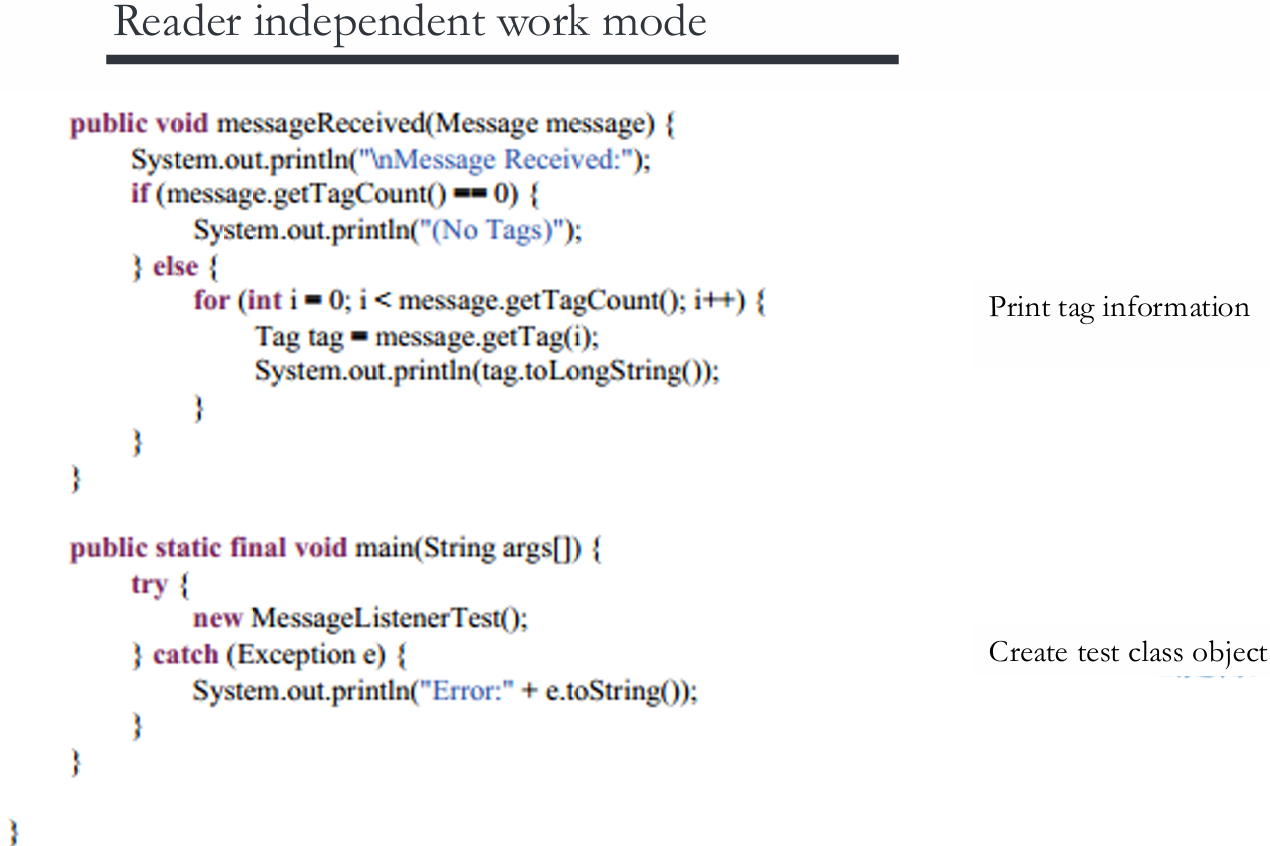 Reader independent work mode
public void messageReceived(Message message) {
System.out.println("\nMessage Received:");
if (message.getTagCount() == 0) {
System.out.println("(No Tags)");
} else {
for (int i = 0; i < message.getTagCount(); i++) {
Print tag information
Tag tag = message.getTag(i);
System.out.println(tag.toLongString());
}
}
}
public static final void main(String args[]) {
try {
new MessageListenerTest();
} catch (Exception e) {
Create test class object
System.out.println("Error:" + e.toString());
}
}
}